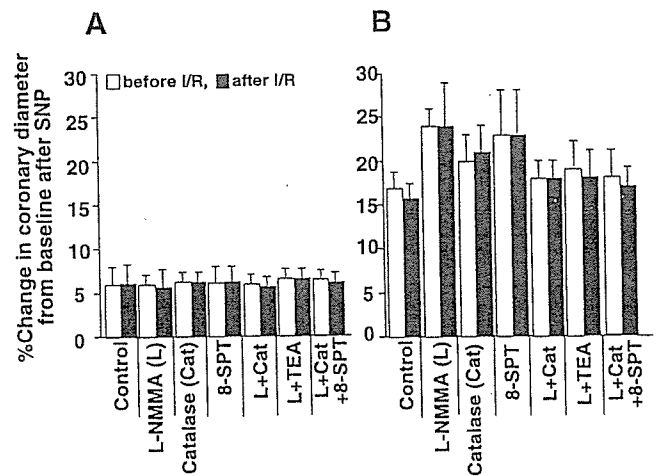 A
B
%Change in coronary diameter
from baseline after SNP
30
25
20
15
10
5
0
before I/R, after I/R
Control
L-NMMA (L)
Catalase (Cat)
8-SPT
L+Cat
L+TEA
L+Cat
+8-SPT
30
25
20
15
10
5
0
Control
L-NMMA (L)
Catalase (Cat)
8-SPT
L+Cat
L+TEA
L+Cat
+8-SPT